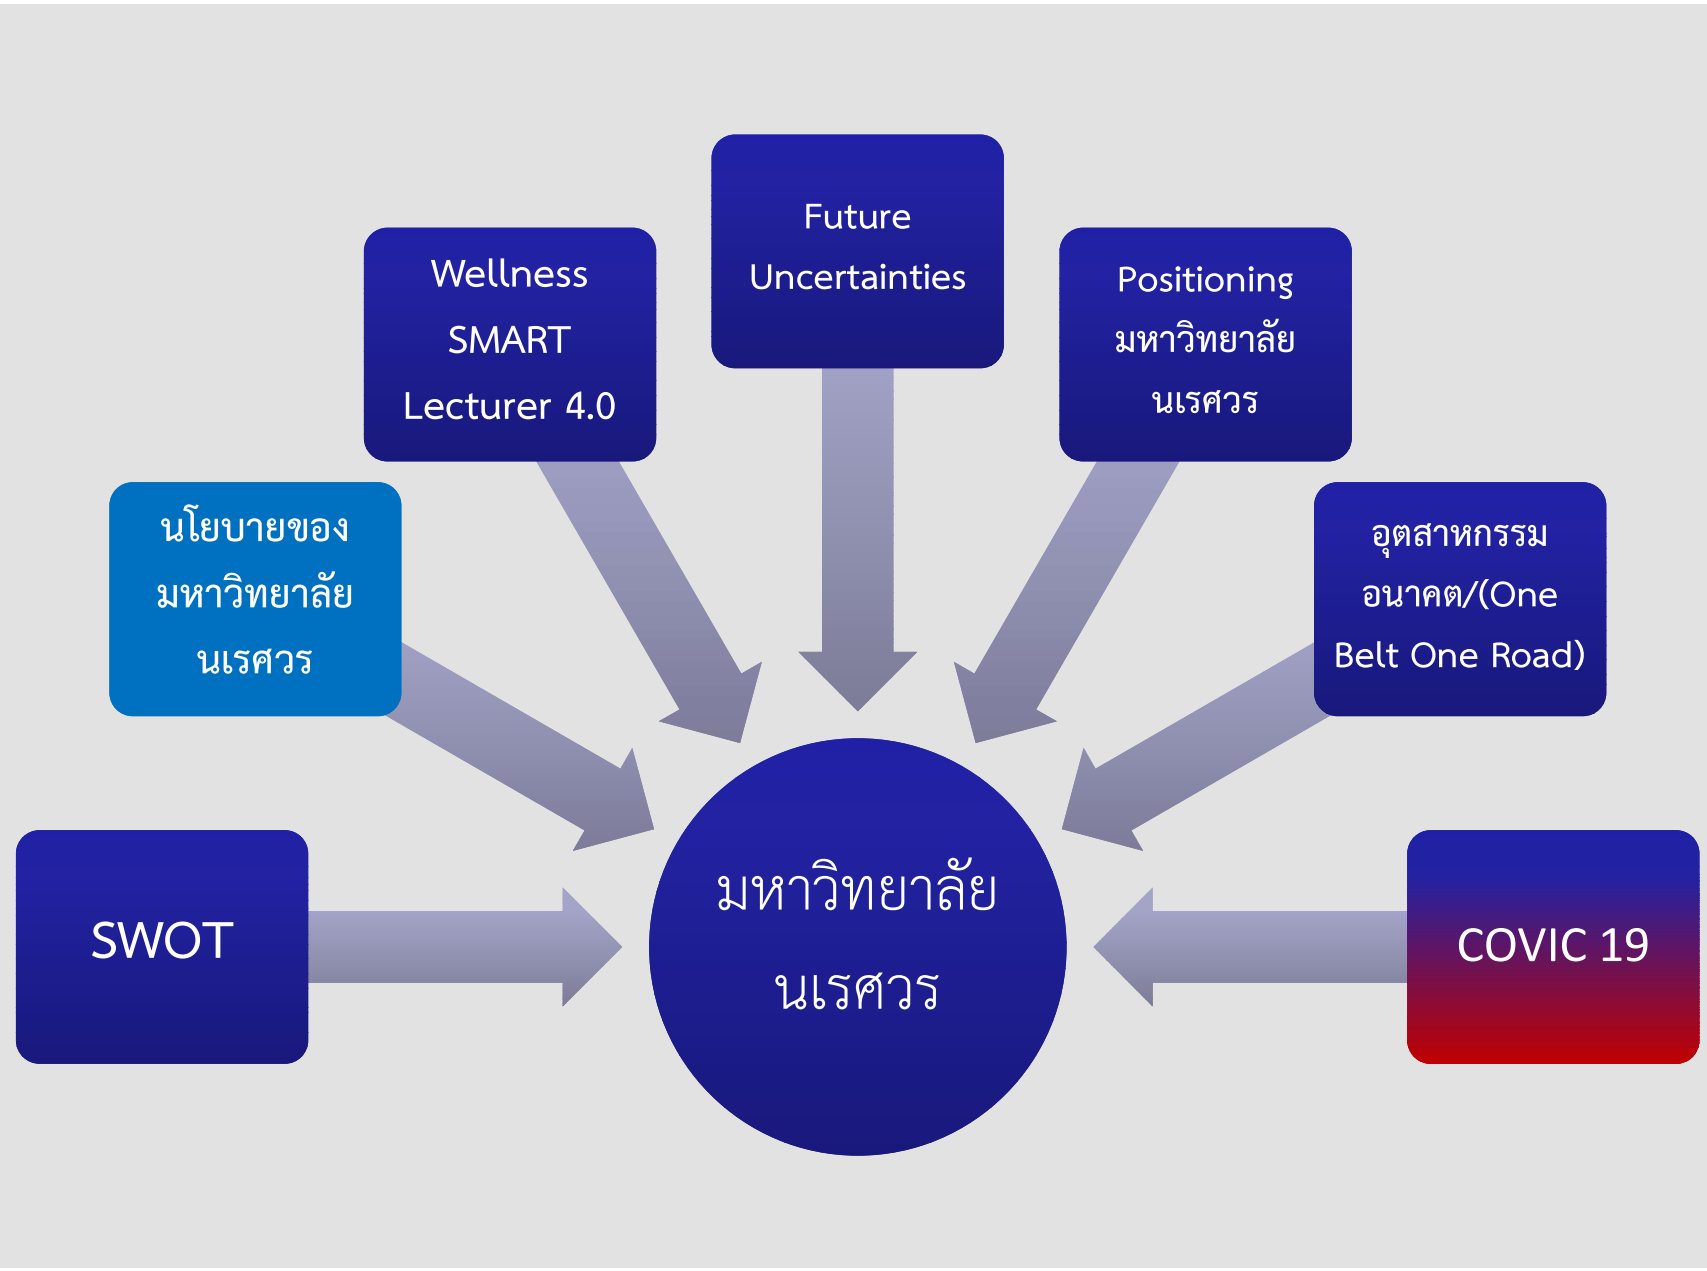 Future
Uncertainties
Wellness
SMART
Lecturer 4.0
Positioning
มหาวิทยาลัย
นเรศวร
นโยบายของ
มหาวิทยาลัย
นเรศวร
อุตสาหกรรม
อนาคต/(One
Belt One Road)
SWOT
มหาวิทยาลัย
นเรศวร
COVIC 19